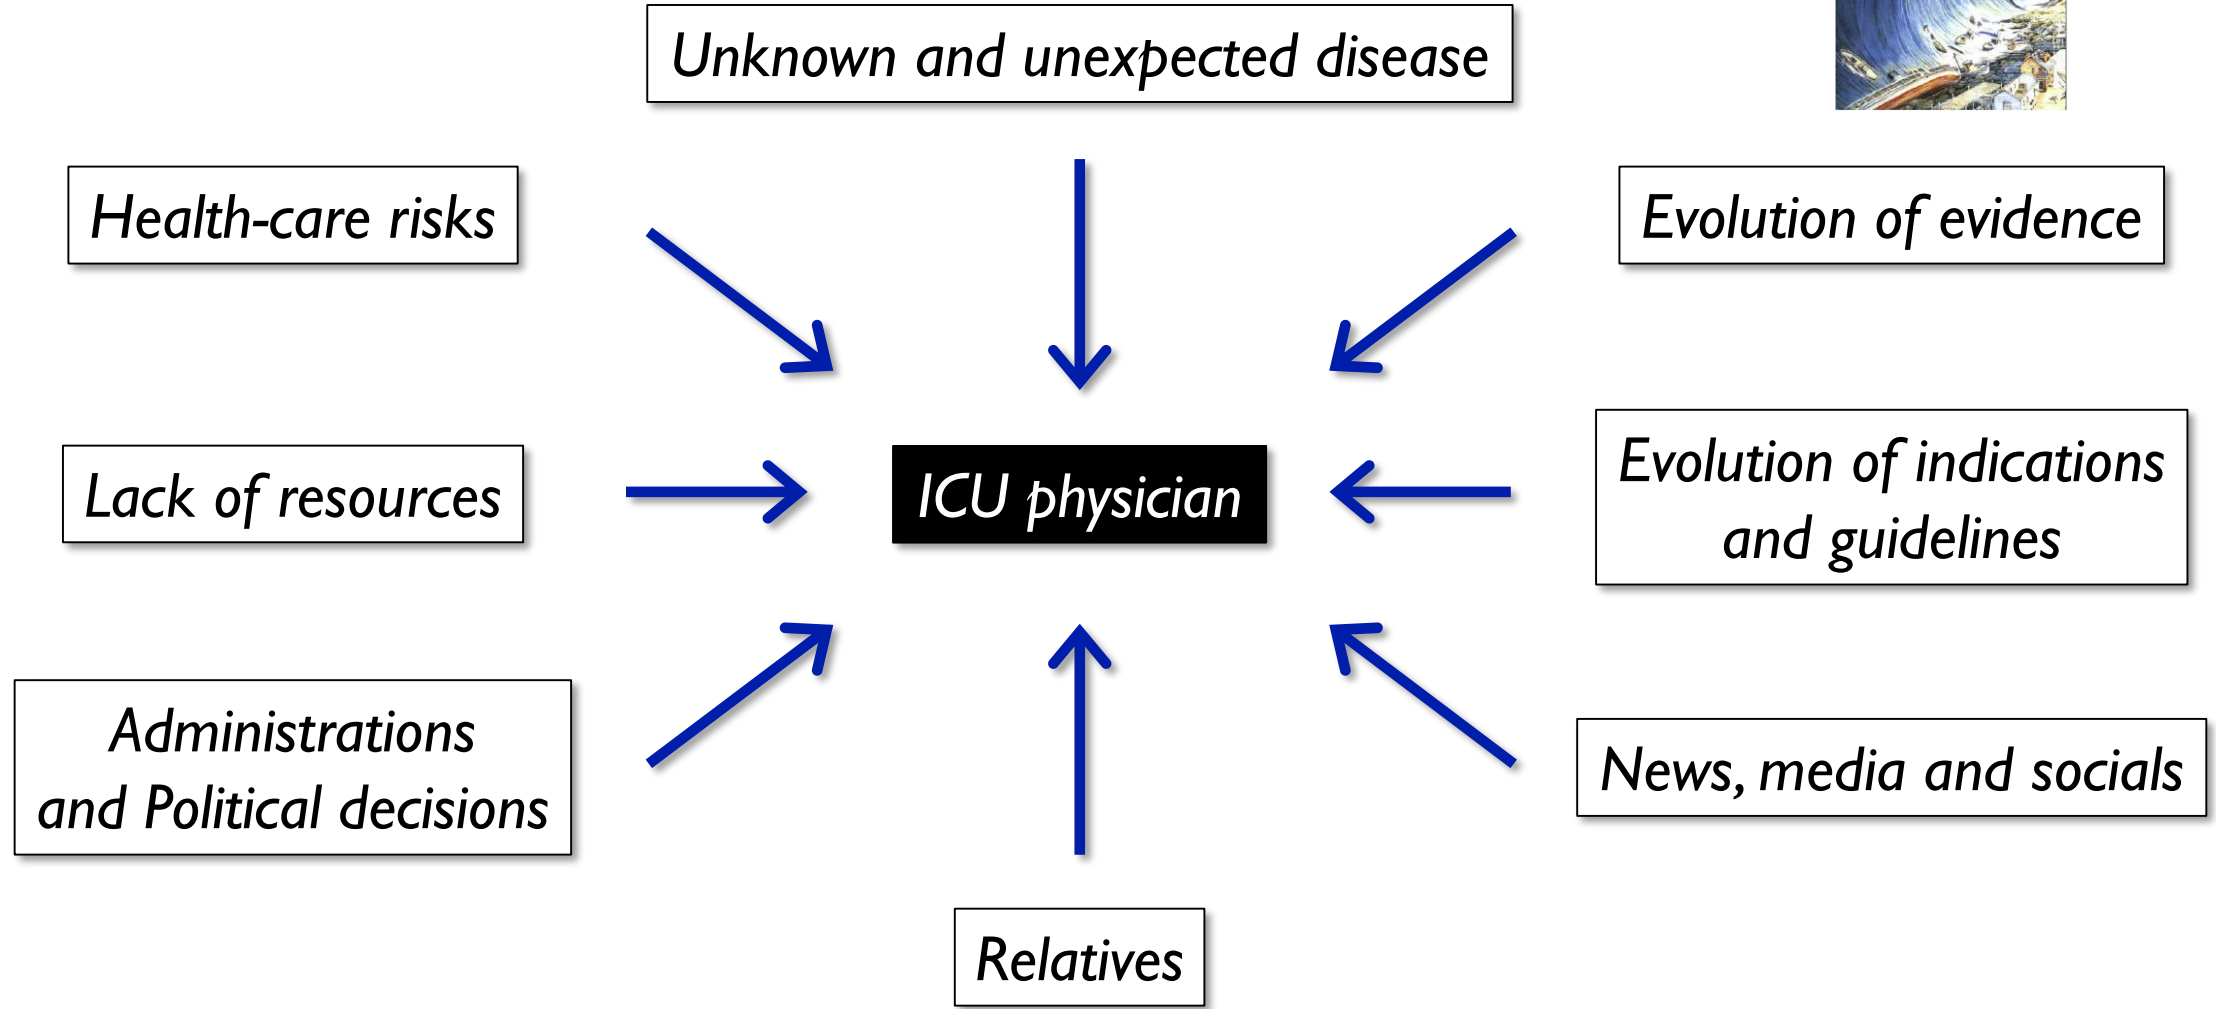 Unknown and unexpected disease
Health-care risks
Evolution of evidence
Lack of resources
ICU physician
Evolution of indications
and guidelines
Administrations
and Political decisions
News, media and socials
Relatives